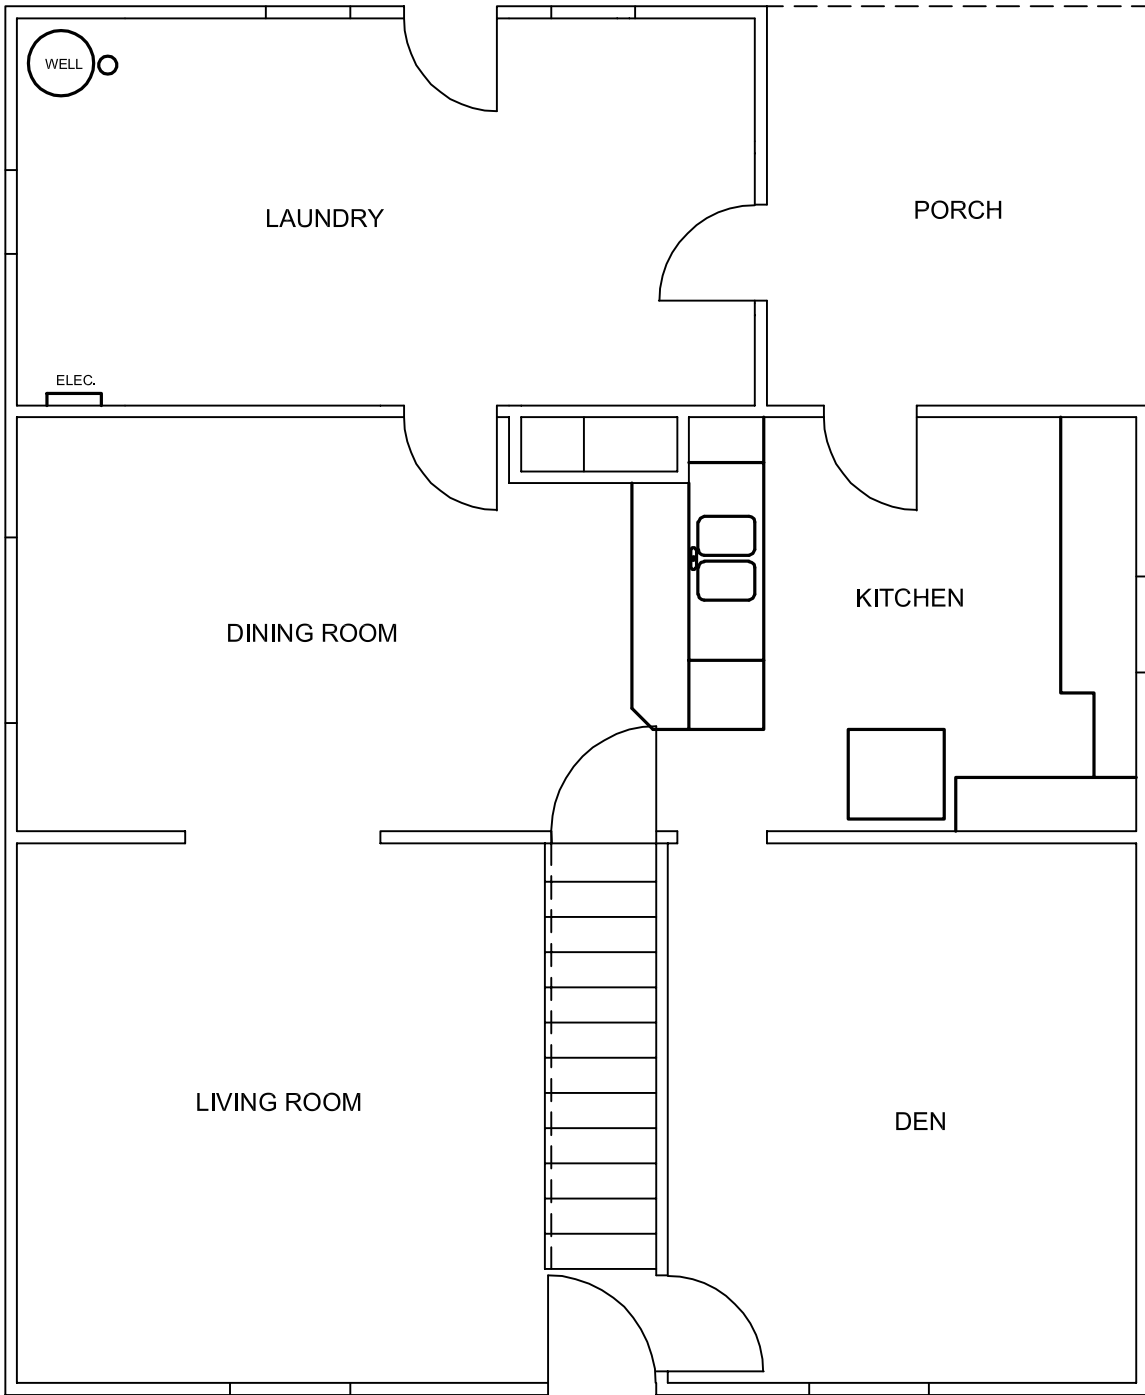 WELL
LAUNDRY
PORCH
ELEC.
KITCHEN
DINING ROOM
LIVING ROOM
DEN